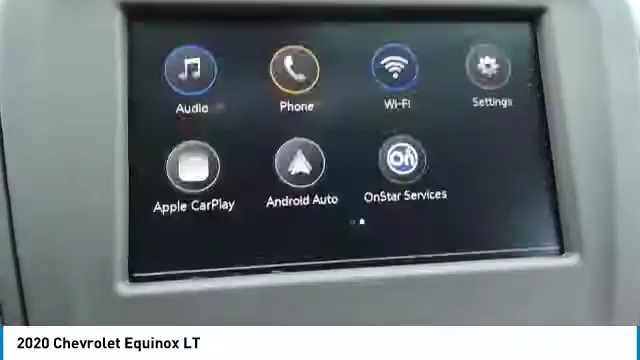 Audio Phone Wi-Fi Settings
Apple CarPlay Android Auto OnStar Services
2020 Chevrolet Equinox LT